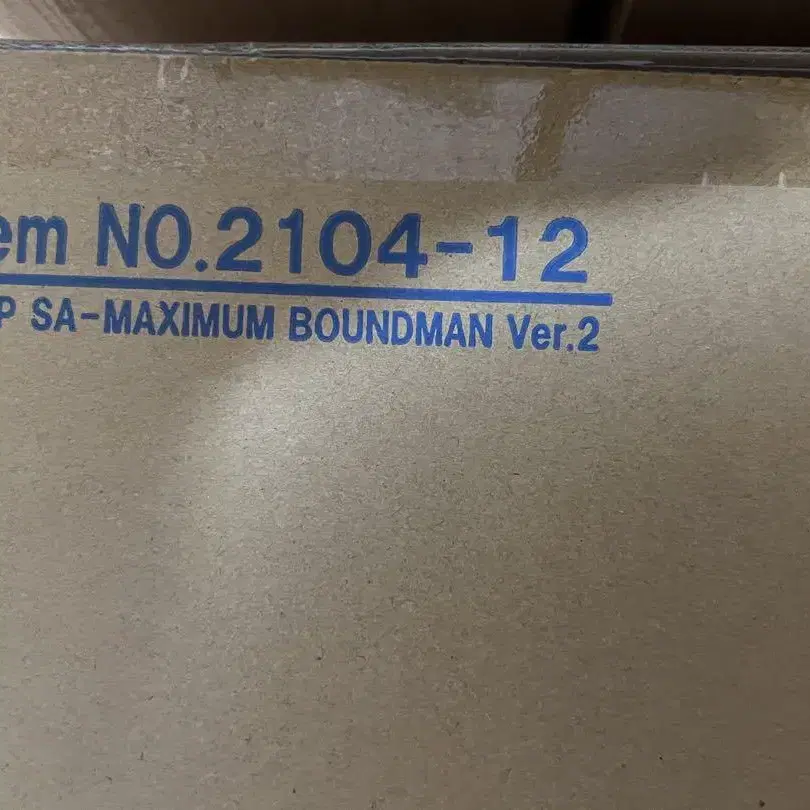 em NO.2104-12
P SA-MAXIMUM BOUNDMAN Ver.2